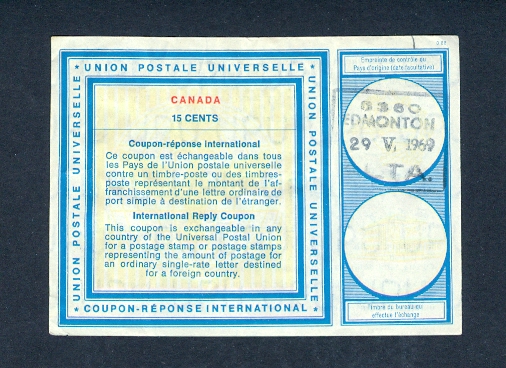 ★ UNION POSTALE UNIVERSELLE ★
UNION POSTALE UNIVERSELLE
UNION POSTALE UNIVERSELLE
CANADA
15 CENTS
Coupon-réponse international
Ce coupon est échangeable dans tous
les Pays de l'Union postale universelle
contre un timbre-poste ou des timbres-
poste représentant le montant de l'af-
franchissement d'une lettre ordinaire de
port simple à destination de l'étranger.
International Reply Coupon
This coupon is exchangeable in any
country of the Universal Postal Union
for a postage stamp or postage stamps
representing the amount of postage for
an ordinary single-rate letter destined
for a foreign country.
★ COUPON-RÉPONSE INTERNATIONAL ★
Empreinte de contrôle du
Pays d'origine (date facultative)
EDMONTON
29 V. 1969
LTA.
Timbre du bureau qui
effectue l'échange